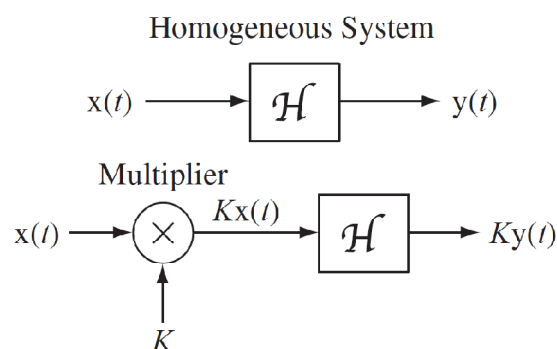 Homogeneous System
x(t) ℋ y(t)
Multiplier
x(t) × Kx(t) ℋ Ky(t)
K